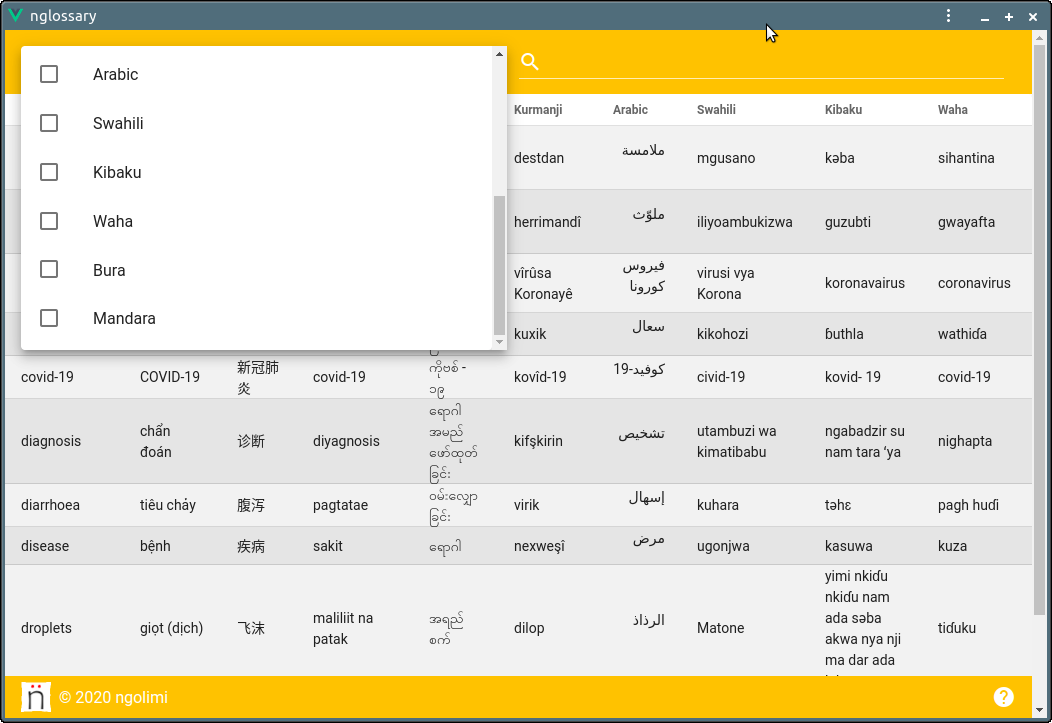 nglossary
Arabic
Swahili
Kibaku
Waha
Bura
Mandara
Kurmanji Arabic Swahili Kibaku Waha
destdan ملامسة mgusano kəba sihantina
herrimandî ملوّث iliyoambukizwa guzubti gwayafta
vîrûsa Koronayê فيروس كورونا virusi vya Korona koronavairus coronavirus
kuxik سعال kikohozi ɓuthla wathiɗa
covid-19 COVID-19 新冠肺炎 covid-19 ကိုဗစ် - ၁၉ kovîd-19 كوفيد-19 civid-19 kovid- 19 covid-19
diagnosis chẩn đoán 诊断 diyagnosis ရောဂါ အမည် ဖော်ထုတ် ခြင်း kifşkirin تشخيص utambuzi wa kimatibabu ngabadzir su nam tara ‘ya nighapta
diarrhoea tiêu chảy 腹泻 pagtatae ဝမ်းလျှော ခြင်း virik إسهال kuhara təhɛ pagh huɗi
disease bệnh 疾病 sakit ရောဂါ nexweşî مرض ugonjwa kasuwa kuza
droplets giọt (dịch) 飞沫 maliliit na patak အရည် စက် dilop الرذاذ Matone yimi nkiɗu nkiɗu nam ada səba akwa nya nji ma dar ada tiɗuku
n̈ © 2020 ngolimi ?